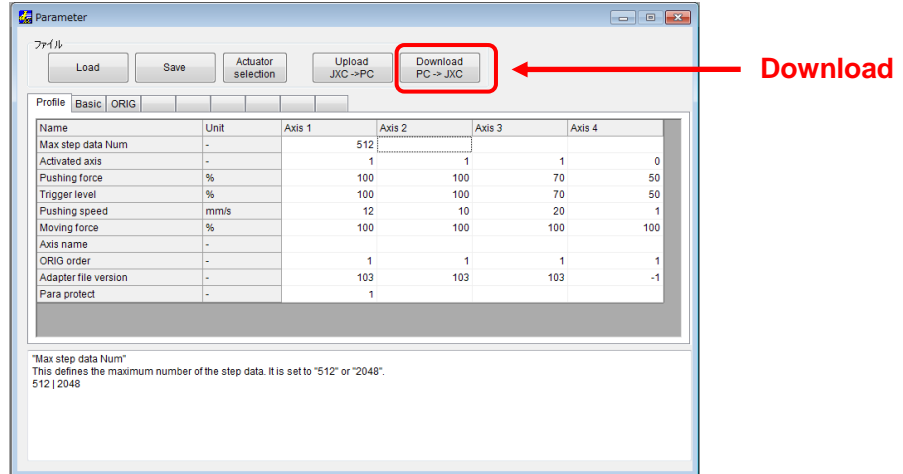 Parameter
ファイル
Load Save Actuator selection Upload JXC ->PC Download PC -> JXC
Download
Profile Basic ORIG
Name Unit Axis 1 Axis 2 Axis 3 Axis 4
Max step data Num - 512
Activated axis - 1 1 1 0
Pushing force % 100 100 70 50
Trigger level % 100 100 70 50
Pushing speed mm/s 12 10 20 1
Moving force % 100 100 100 100
Axis name -
ORIG order - 1 1 1 1
Adapter file version - 103 103 103 -1
Para protect - 1
"Max step data Num"
This defines the maximum number of the step data. It is set to "512" or "2048".
512 | 2048